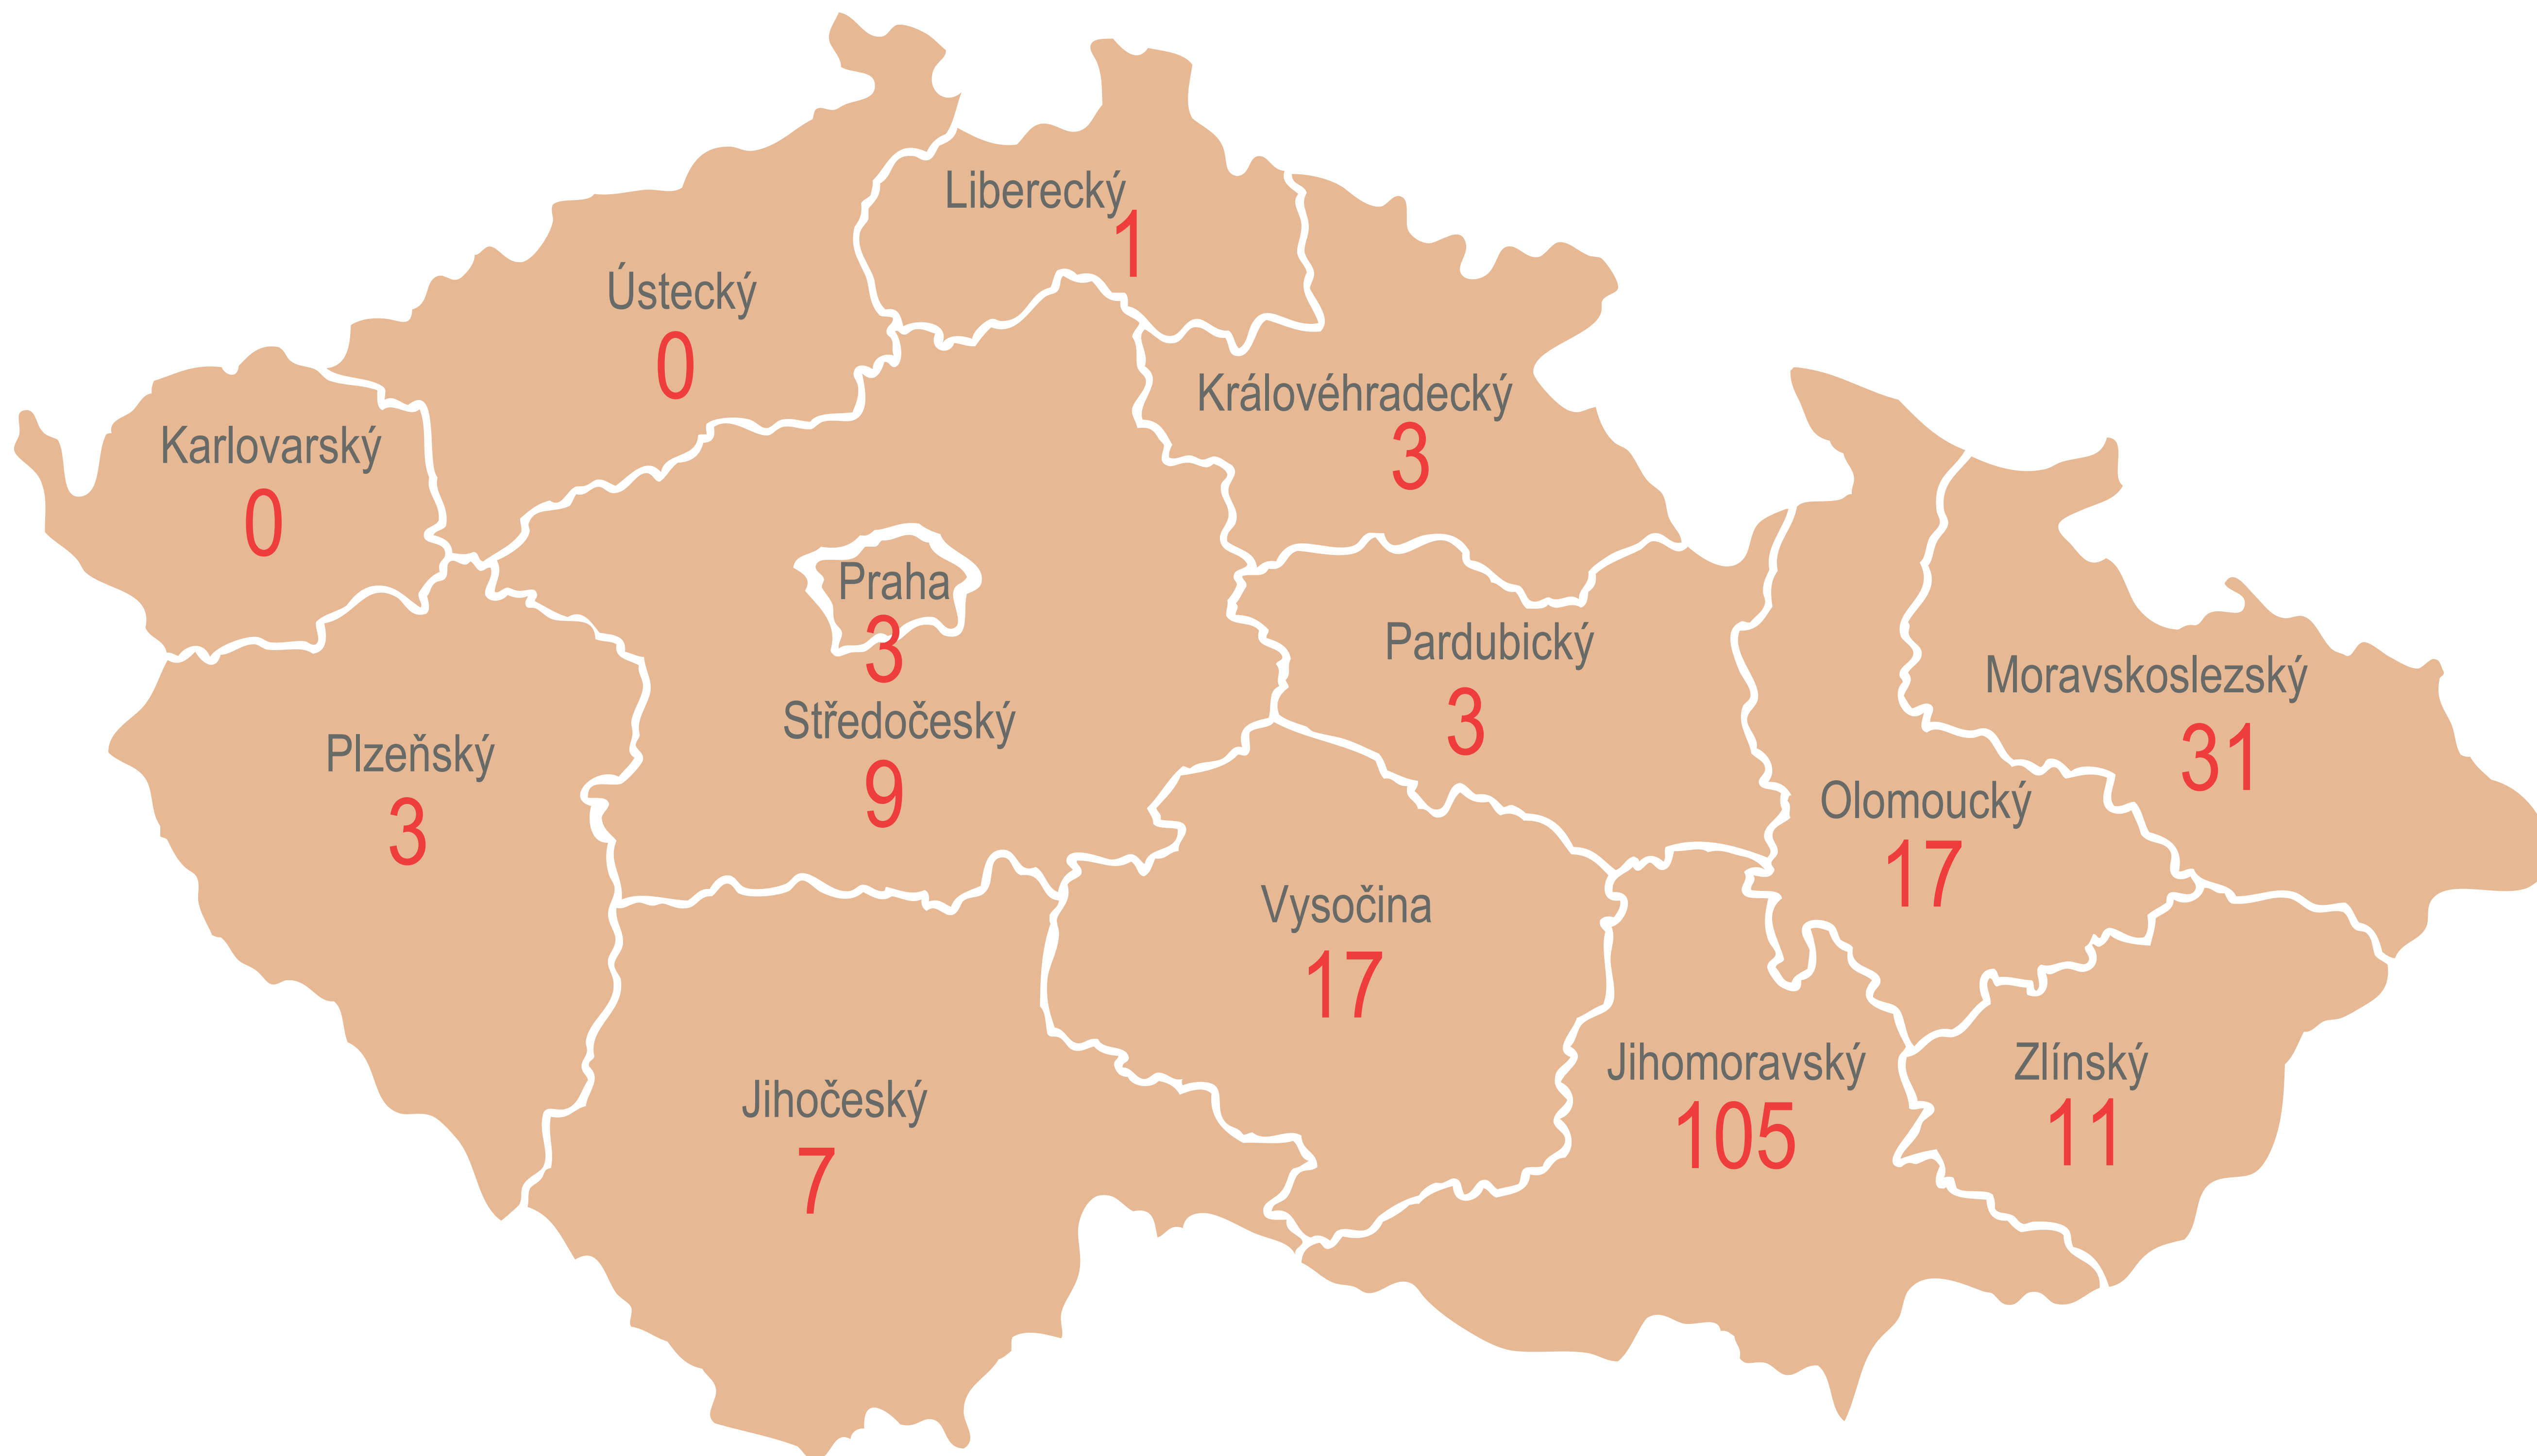 Liberecký
1
Ústecký
0
Královéhradecký
3
Karlovarský
0
Praha
3
Pardubický
3
Moravskoslezský
31
Středočeský
9
Plzeňský
3
Olomoucký
17
Vysočina
17
Jihomoravský
105
Zlínský
11
Jihočeský
7